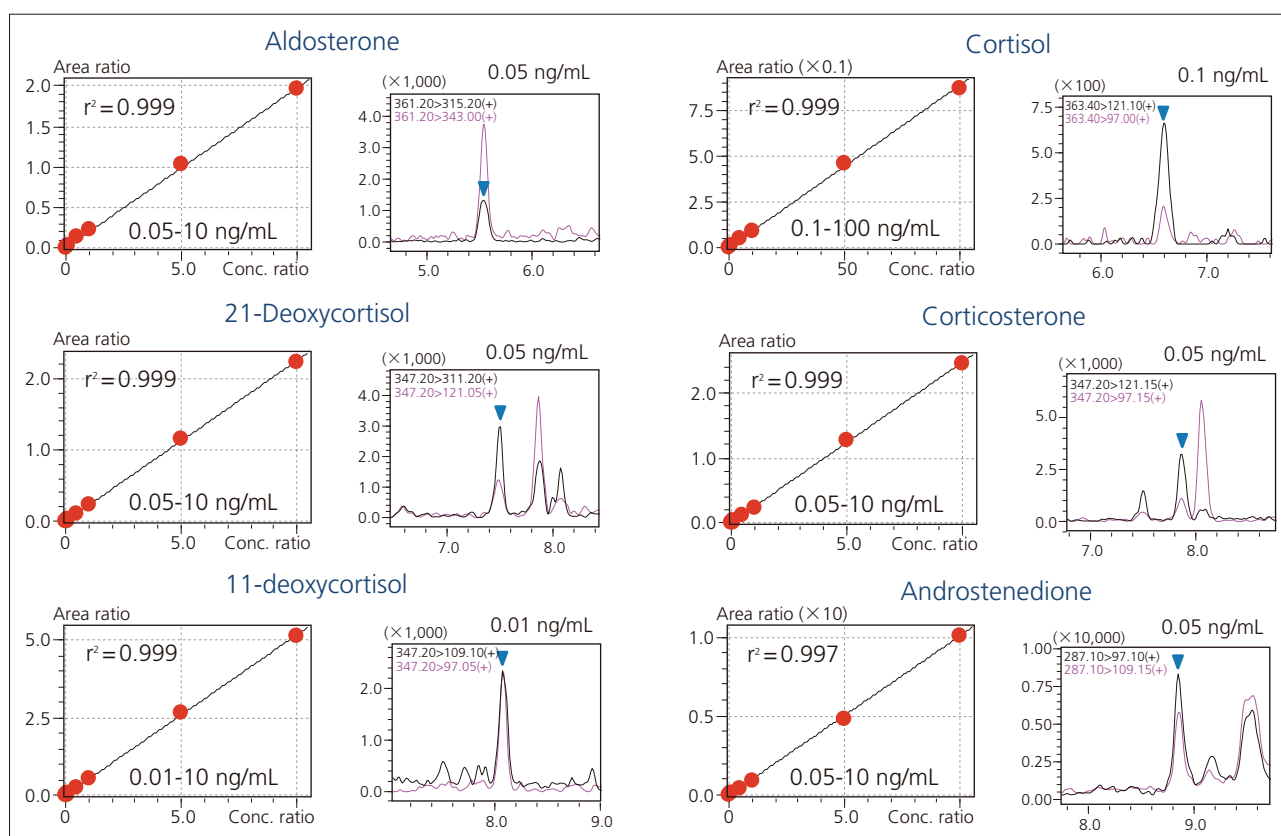 Aldosterone
Area ratio
2.0
1.5
1.0
0.5
0.0
r² = 0.999
0.05-10 ng/mL
0
5.0
Conc. ratio
(×1,000)
0.05 ng/mL
361.20>315.20(+)
361.20>343.00(+)
4.0
3.0
2.0
1.0
0.0
5.0
6.0
Cortisol
Area ratio (×0.1)
7.5
5.0
2.5
0.0
r² = 0.999
0.1-100 ng/mL
0
50
Conc. ratio
(×100)
0.1 ng/mL
363.40>121.10(+)
363.40>97.00(+)
7.5
5.0
2.5
0.0
6.0
7.0
21-Deoxycortisol
Area ratio
2.0
1.0
0.0
r² = 0.999
0.05-10 ng/mL
0
5.0
Conc. ratio
(×1,000)
0.05 ng/mL
347.20>311.20(+)
347.20>121.05(+)
4.0
3.0
2.0
1.0
0.0
7.0
8.0
Corticosterone
Area ratio
2.0
1.0
0.0
r² = 0.999
0.05-10 ng/mL
0
5.0
Conc. ratio
(×1,000)
0.05 ng/mL
347.20>121.15(+)
347.20>97.15(+)
5.0
2.5
0.0
7.0
8.0
11-deoxycortisol
Area ratio
5.0
2.5
0.0
r² = 0.999
0.01-10 ng/mL
0
5.0
Conc. ratio
(×1,000)
0.01 ng/mL
347.20>109.10(+)
347.20>97.05(+)
2.0
1.0
0.0
8.0
9.0
Androstenedione
Area ratio (×10)
1.0
0.5
0.0
r² = 0.997
0.05-10 ng/mL
0
5.0
Conc. ratio
(×10,000)
0.05 ng/mL
287.10>97.10(+)
287.10>109.15(+)
1.00
0.75
0.50
0.25
0.00
8.0
9.0